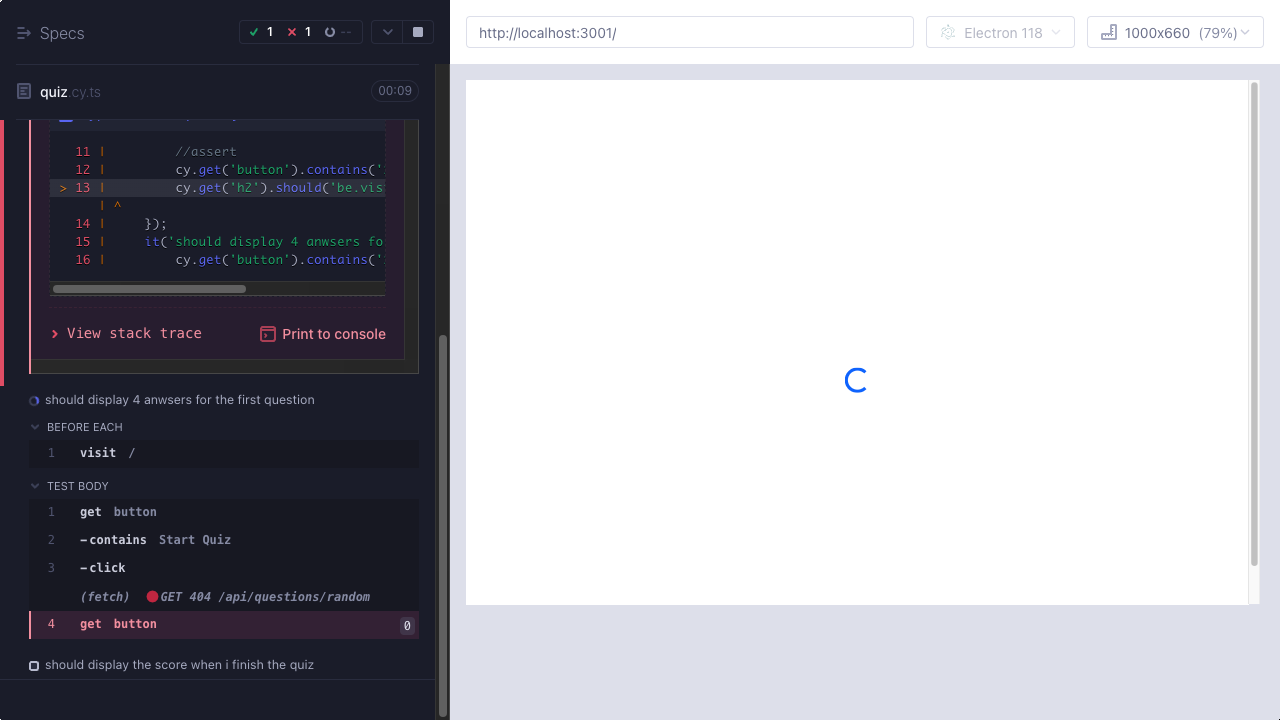 Specs
1
1
--
http://localhost:3001/
Electron 118
1000x660 (79%)
quiz.cy.ts
00:09
11 | //assert
12 | cy.get('button').contains('
> 13 | cy.get('h2').should('be.vis
| ^
14 | });
15 | it('should display 4 anwsers fo
16 | cy.get('button').contains('
View stack trace
Print to console
should display 4 anwsers for the first question
BEFORE EACH
1 visit /
TEST BODY
1 get button
2 -contains Start Quiz
3 -click
(fetch) GET 404 /api/questions/random
4 get button 0
should display the score when i finish the quiz